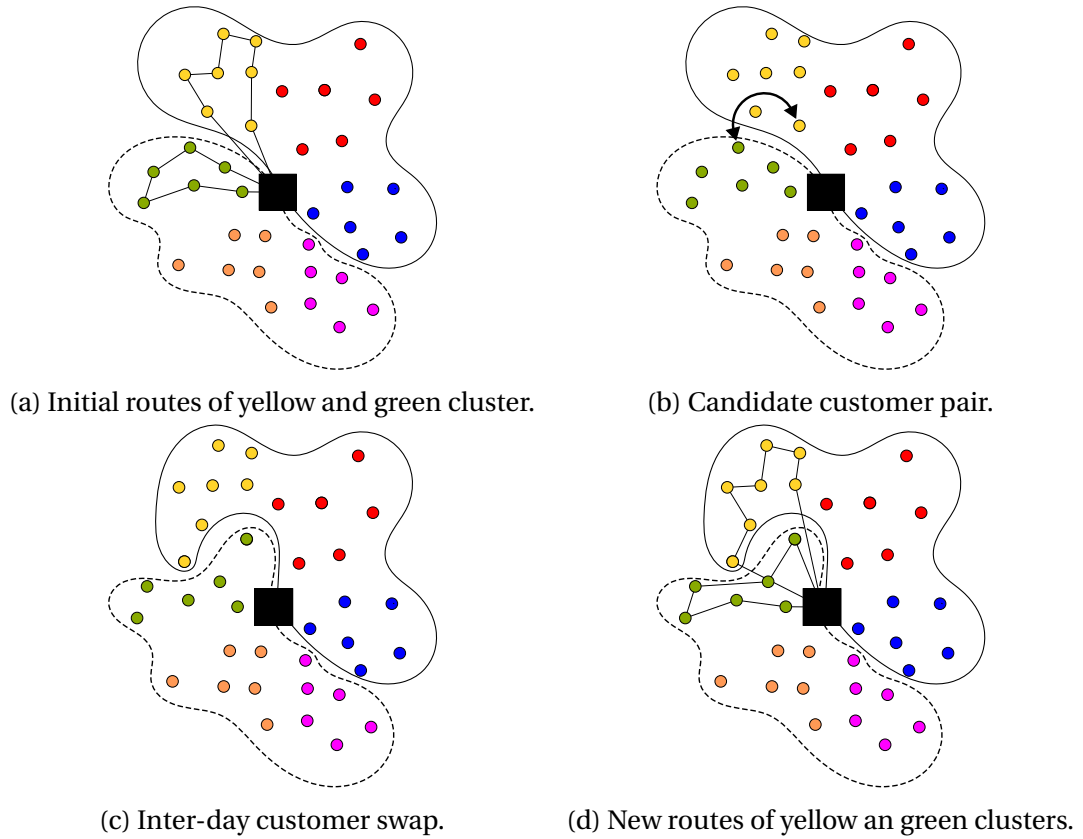 (a) Initial routes of yellow and green cluster.
(b) Candidate customer pair.
(c) Inter-day customer swap.
(d) New routes of yellow an green clusters.